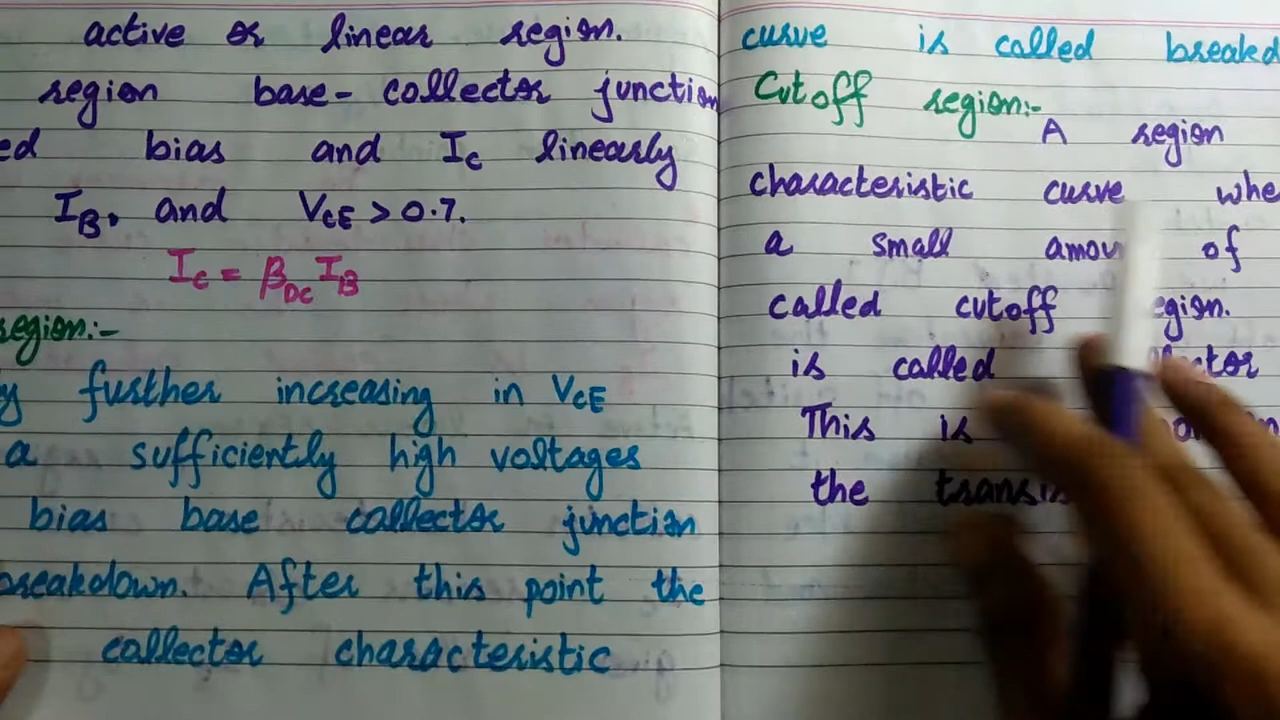 active or linear region.
region base-collector junction
ed bias and IC linearly
IB, and VCE > 0.7.
IC = βDC IB
region:-
y further increasing in VCE
a sufficiently high voltages
bias base collector junction
breakdown. After this point the
collector characteristic
curve is called breakd
Cutoff region:-
A region
characteristic curve whe
a small amou of
called cutoff egion.
is called ctor
This is
the transis